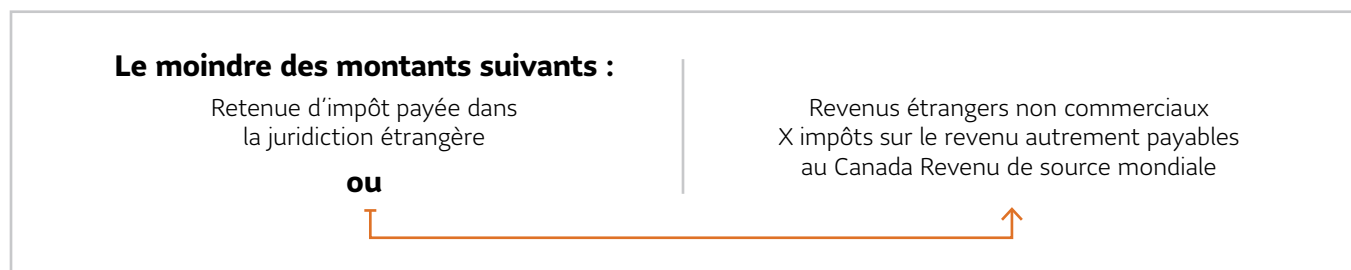 Le moindre des montants suivants :
Retenue d'impôt payée dans
la juridiction étrangère
ou
Revenus étrangers non commerciaux
X impôts sur le revenu autrement payables
au Canada Revenu de source mondiale